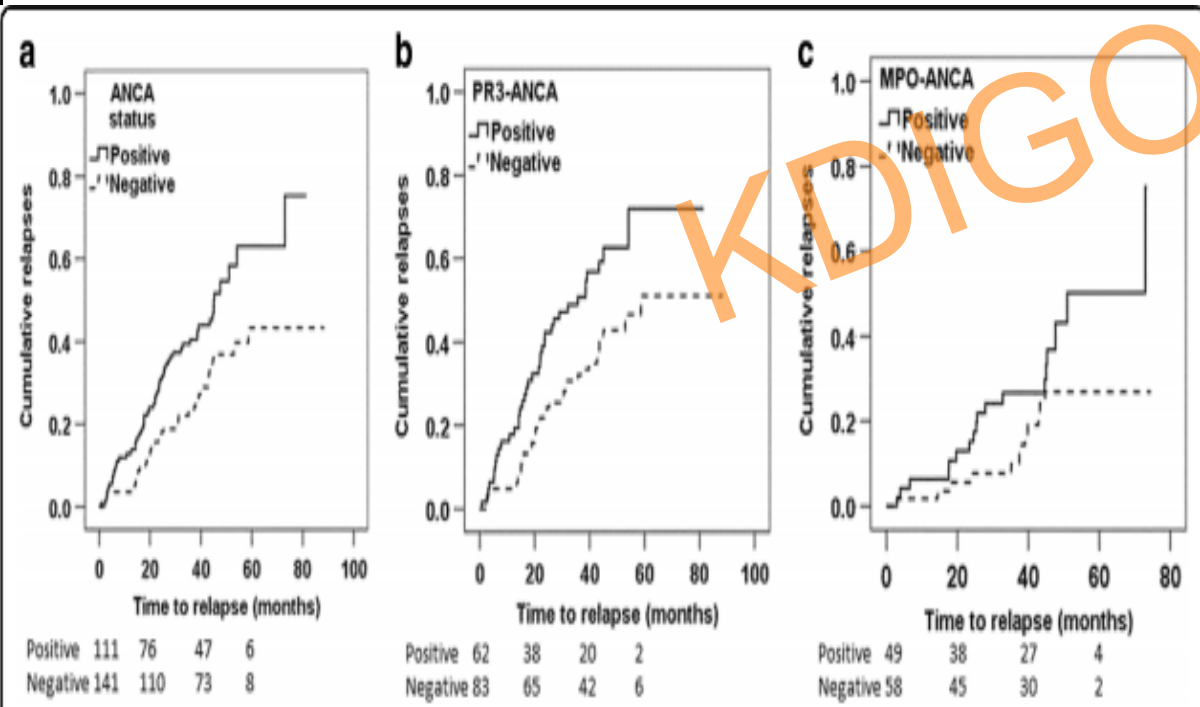 a
ANCA
status
Positive
Negative
1.0
0.8
0.6
0.4
0.2
0.0
Cumulative relapses
0 20 40 60 80 100
Time to relapse (months)
Positive 111 76 47 6
Negative 141 110 73 8
b
PR3-ANCA
Positive
Negative
1.0
0.8
0.6
0.4
0.2
0.0
Cumulative relapses
0 20 40 60 80 100
Time to relapse (months)
Positive 62 38 20 2
Negative 83 65 42 6
c
MPO-ANCA
Positive
Negative
1.0
0.8
0.6
0.4
0.2
0.0
Cumulative relapses
0 20 40 60 80
Time to relapse (months)
Positive 49 38 27 4
Negative 58 45 30 2
KDIGO